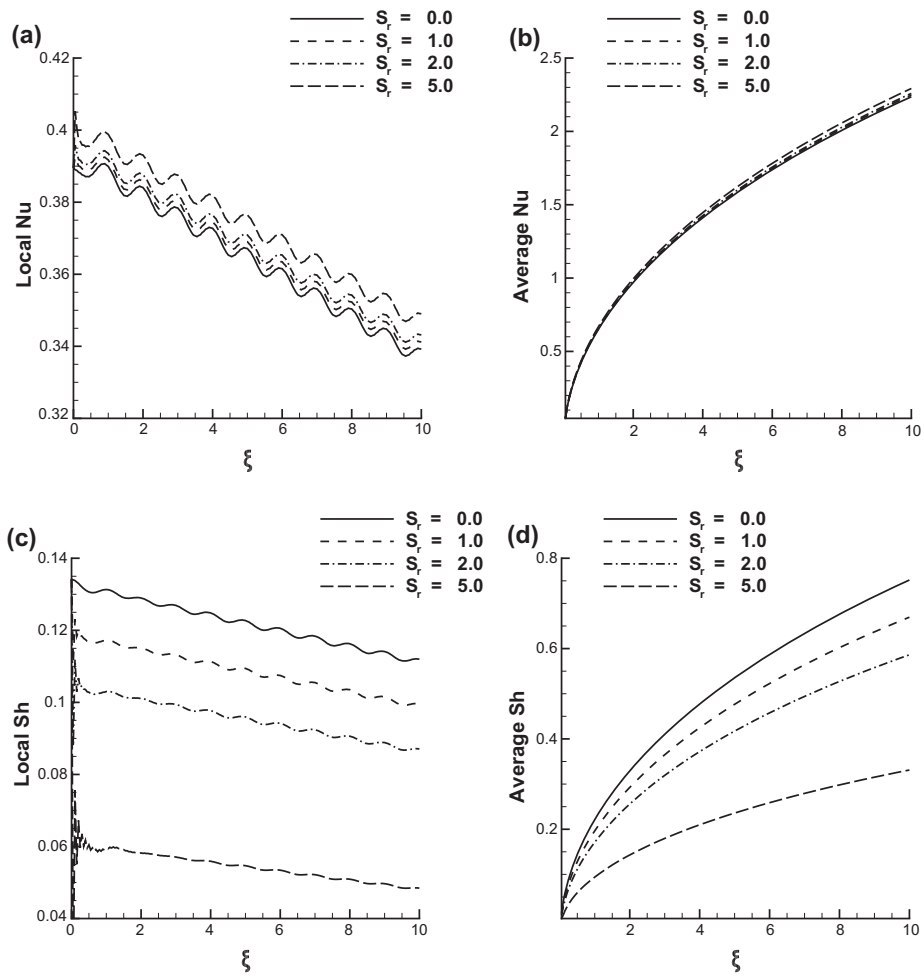 (a)
S_r = 0.0
S_r = 1.0
S_r = 2.0
S_r = 5.0
0.42
0.4
0.38
0.36
0.34
0.32
Local Nu
0 2 4 6 8 10
ξ
(b)
S_r = 0.0
S_r = 1.0
S_r = 2.0
S_r = 5.0
2.5
2
1.5
1
0.5
Average Nu
2 4 6 8 10
ξ
(c)
S_r = 0.0
S_r = 1.0
S_r = 2.0
S_r = 5.0
0.14
0.12
0.1
0.08
0.06
0.04
Local Sh
0 2 4 6 8 10
ξ
(d)
S_r = 0.0
S_r = 1.0
S_r = 2.0
S_r = 5.0
0.8
0.6
0.4
0.2
Average Sh
2 4 6 8 10
ξ